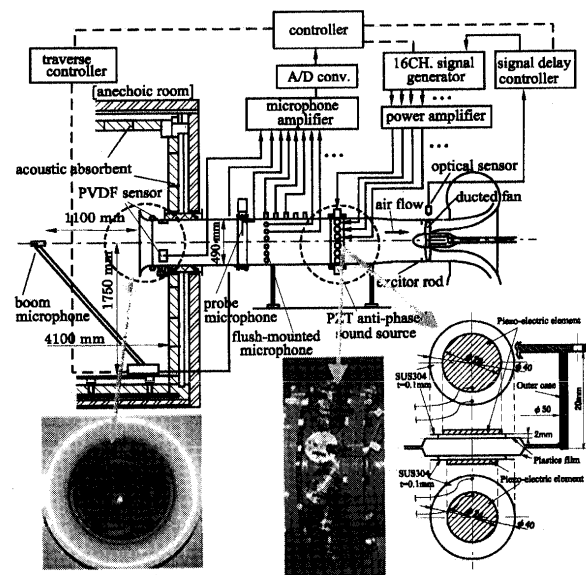 controller
traverse
controller
A/D conv.
16CH. signal
generator
signal delay
controller
[anechoic room]
microphone
amplifier
power amplifier
...
...
...
optical sensor
acoustic absorbent
PVDF sensor
air flow
ducted fan
1100 mm
490 mm
1750 mm
boom
microphone
probe
microphone
excitor rod
flush-mounted
microphone
PZT anti-phase
sound source
4100 mm
Piezo-electric element
SUS304
t=0.1mm
ϕ 40
Outer case
20mm
ϕ 50
2mm
Plastics film
SUS304
t=0.1mm
Piezo-electric element
ϕ 40